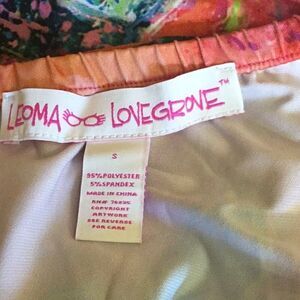 LEOMA LOVEGROVE™
S
95%POLYESTER
5%SPANDEX
MADE IN CHINA
COPYRIGHT
ARTWORK
SEE REVERSE
FOR CARE